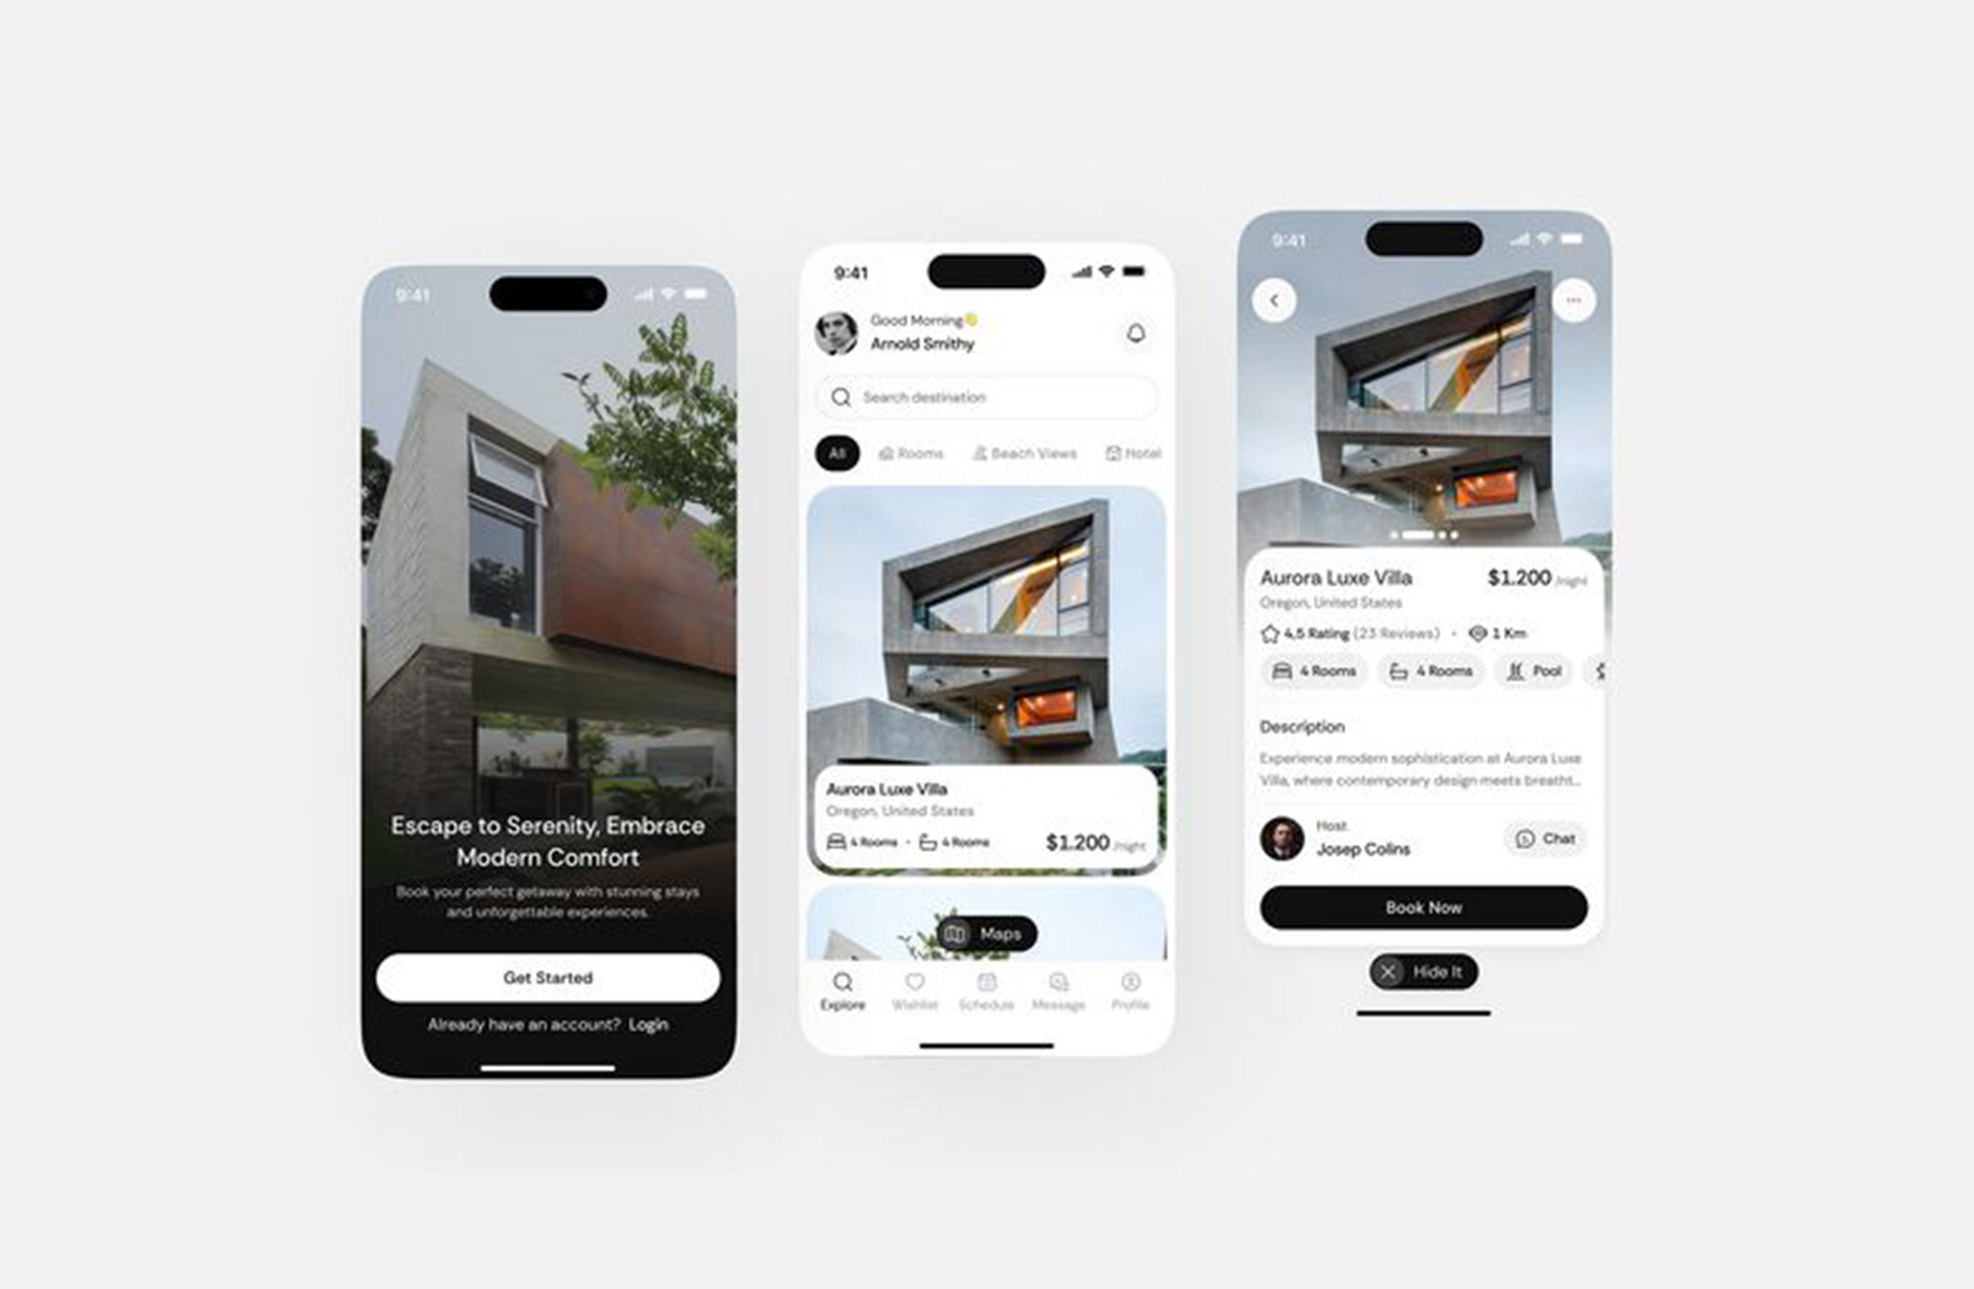 9:41
Escape to Serenity, Embrace
Modern Comfort
Book your perfect getaway with stunning stays
and unforgettable experiences.
Get Started
Already have an account? Login
9:41
Good Morning👋
Arnold Smithy
Search destination
All Rooms Beach Views Hotel
Aurora Luxe Villa
Oregon, United States
4 Rooms • 4 Rooms $1.200 /night
Maps
Explore Wishlist Schedule Message Profile
9:41
Aurora Luxe Villa $1.200 /night
Oregon, United States
4,5 Rating (23 Reviews) • 1 Km
4 Rooms 4 Rooms Pool
Description
Experience modern sophistication at Aurora Luxe
Villa, where contemporary design meets breatht...
Host
Josep Colins
Chat
Book Now
Hide It